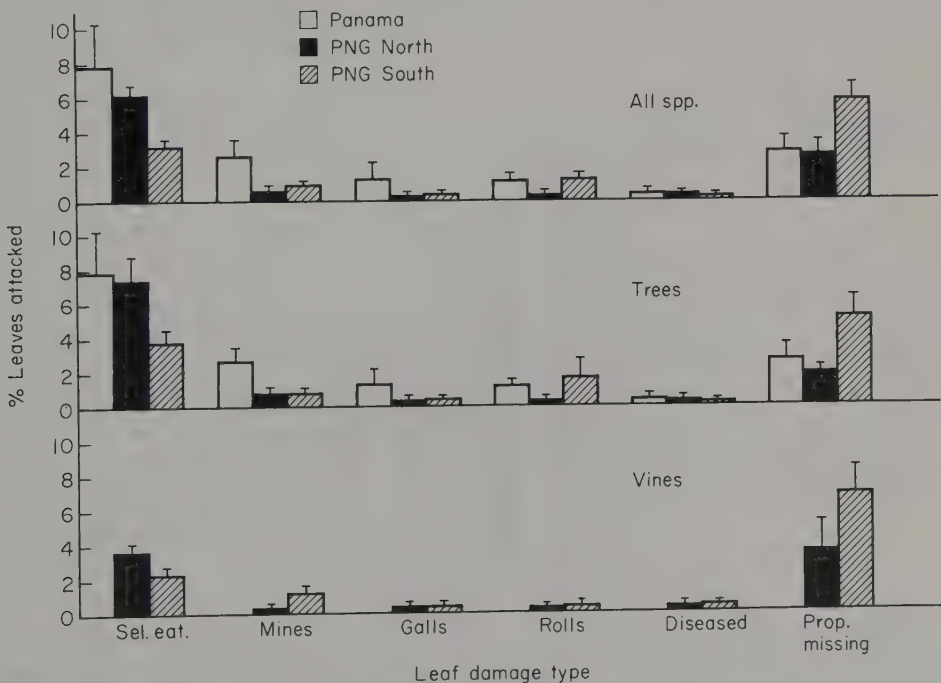 Panama
PNG North
PNG South
All spp.
10
8
6
4
2
0
Trees
10
8
6
4
2
0
Vines
10
8
6
4
2
0
% Leaves attacked
Sel. eat.
Mines
Galls
Rolls
Diseased
Prop. missing
Leaf damage type